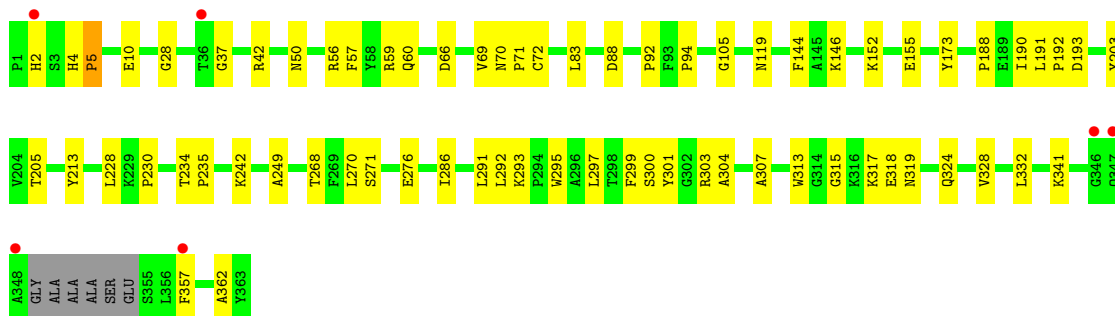 P1 H2 S3 H4 P5 E10 G28 T36 G37 R42 N50 R56 F57 Y58 R59 Q60 D66 V69 N70 P71 C72 L83 D88 P92 F93 P94 G105 N119 F144 A145 K146 K152 E155 Y173 P188 E189 I190 L191 P192 D193
V204 T205 Y213 L228 K229 P230 T234 P235 K242 A249 T268 F269 L270 S271 E276 I286 L291 L292 K293 P294 W295 A296 L297 T298 F299 S300 Y301 G302 R303 A304 A307 W313 G314 G315 K316 K317 E318 N319 Q324 V328 L332 K341 G346
A348 GLY ALA ALA ALA SER GLU S355 L356 F357 A362 Y363